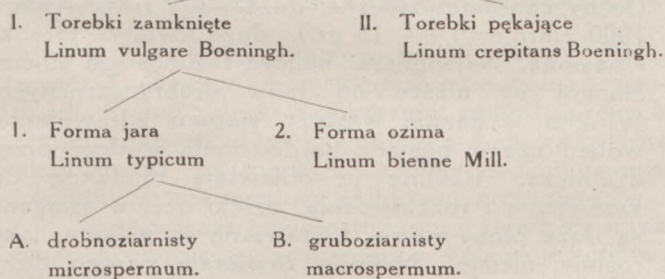 I. Torebki zamknięte
Linum vulgare Boeningh.
II. Torebki pękające
Linum crepitans Boeningh.
1. Forma jara
Linum typicum
2. Forma ozima
Linum bienne Mill.
A. drobnoziarnisty
microspermum.
B. gruboziarnisty
macrospermum.